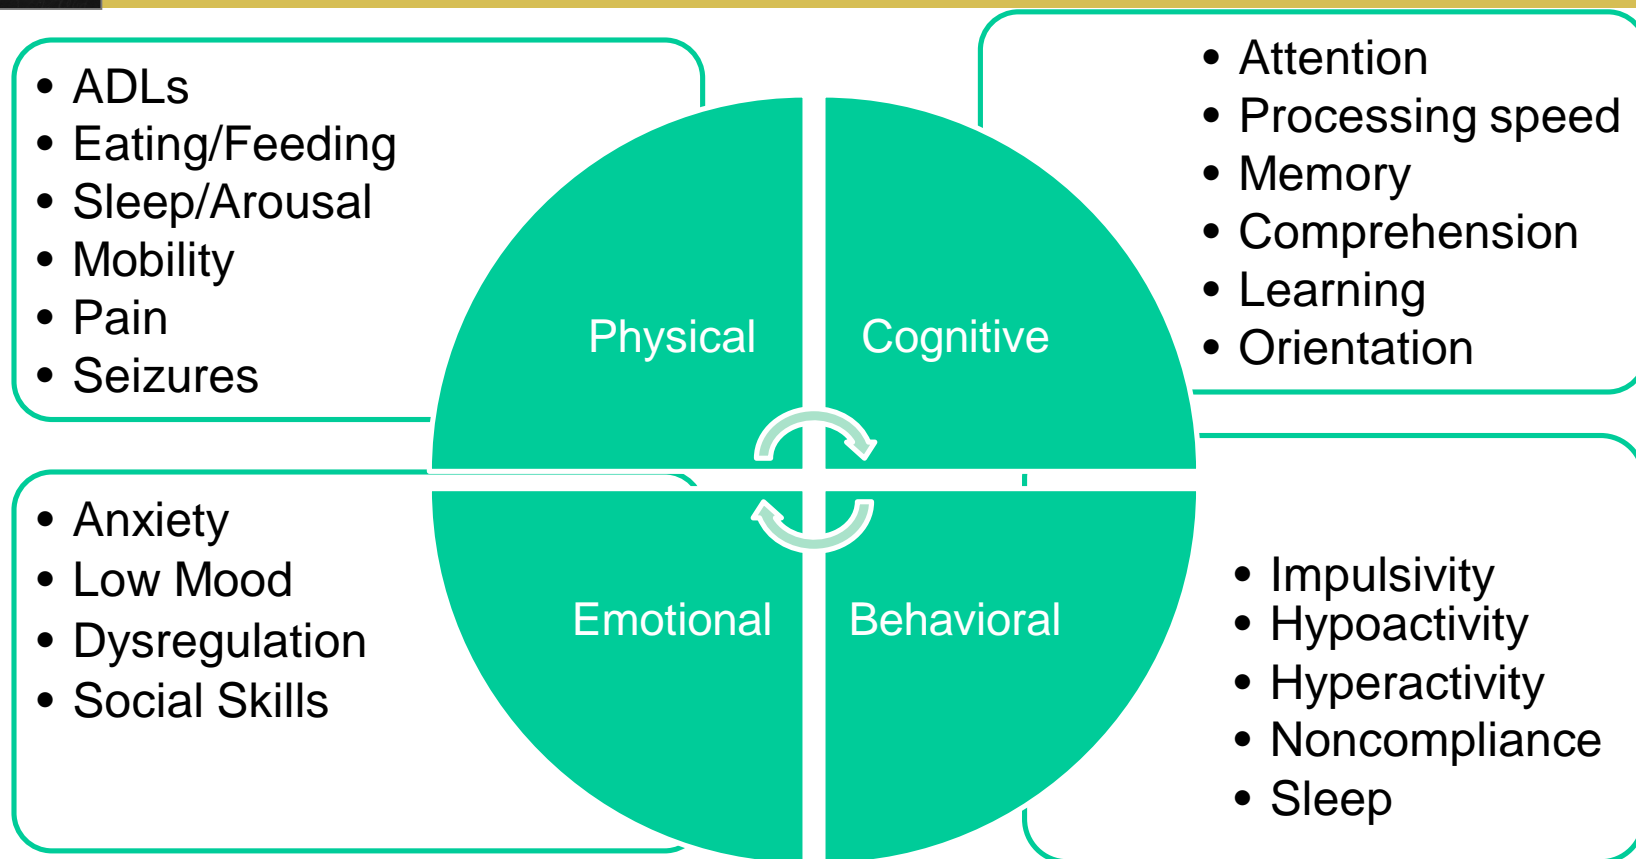 • ADLs
• Eating/Feeding
• Sleep/Arousal
• Mobility
• Pain
• Seizures
• Attention
• Processing speed
• Memory
• Comprehension
• Learning
• Orientation
Physical
Cognitive
Emotional
Behavioral
• Anxiety
• Low Mood
• Dysregulation
• Social Skills
• Impulsivity
• Hypoactivity
• Hyperactivity
• Noncompliance
• Sleep